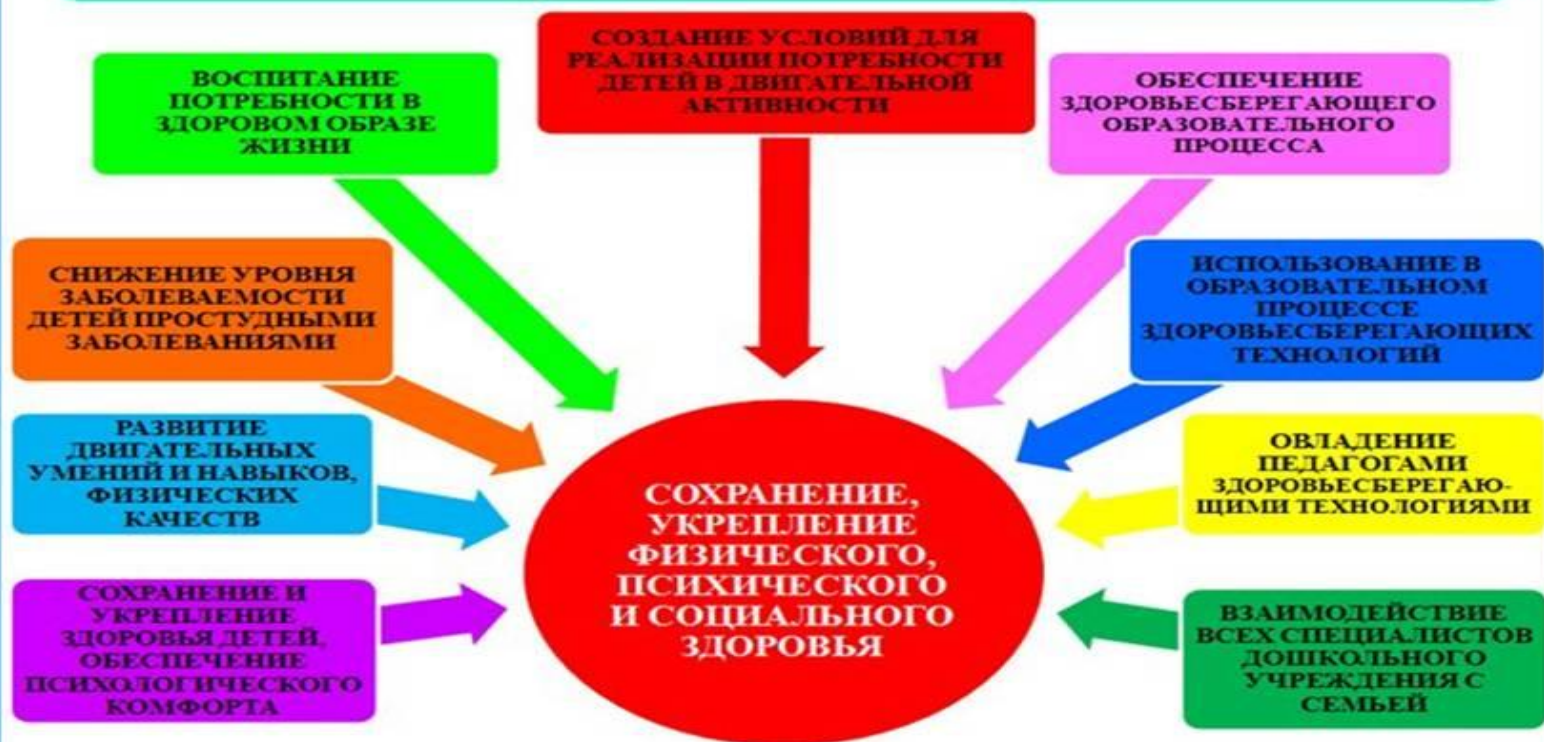 СОЗДАНИЕ УСЛОВИЙ ДЛЯ
РЕАЛИЗАЦИИ ПОТРЕБНОСТИ
ДЕТЕЙ В ДВИГАТЕЛЬНОЙ
АКТИВНОСТИ
ВОСПИТАНИЕ
ПОТРЕБНОСТИ В
ЗДОРОВОМ ОБРАЗЕ
ЖИЗНИ
ОБЕСПЕЧЕНИЕ
ЗДОРОВЬЕСБЕРЕГАЮЩЕГО
ОБРАЗОВАТЕЛЬНОГО
ПРОЦЕССА
СНИЖЕНИЕ УРОВНЯ
ЗАБОЛЕВАЕМОСТИ
ДЕТЕЙ ПРОСТУДНЫМИ
ЗАБОЛЕВАНИЯМИ
ИСПОЛЬЗОВАНИЕ В
ОБРАЗОВАТЕЛЬНОМ
ПРОЦЕССЕ
ЗДОРОВЬЕСБЕРЕГАЮЩИХ
ТЕХНОЛОГИЙ
РАЗВИТИЕ
ДВИГАТЕЛЬНЫХ
УМЕНИЙ И НАВЫКОВ,
ФИЗИЧЕСКИХ
КАЧЕСТВ
ОВЛАДЕНИЕ
ПЕДАГОГАМИ
ЗДОРОВЬЕСБЕРЕГАЮ-
ЩИМИ ТЕХНОЛОГИЯМИ
СОХРАНЕНИЕ,
УКРЕПЛЕНИЕ
ФИЗИЧЕСКОГО,
ПСИХИЧЕСКОГО
И СОЦИАЛЬНОГО
ЗДОРОВЬЯ
СОХРАНЕНИЕ И
УКРЕПЛЕНИЕ
ЗДОРОВЬЯ ДЕТЕЙ,
ОБЕСПЕЧЕНИЕ
ПСИХОЛОГИЧЕСКОГО
КОМФОРТА
ВЗАИМОДЕЙСТВИЕ
ВСЕХ СПЕЦИАЛИСТОВ
ДОШКОЛЬНОГО
УЧРЕЖДЕНИЯ С
СЕМЬЕЙ